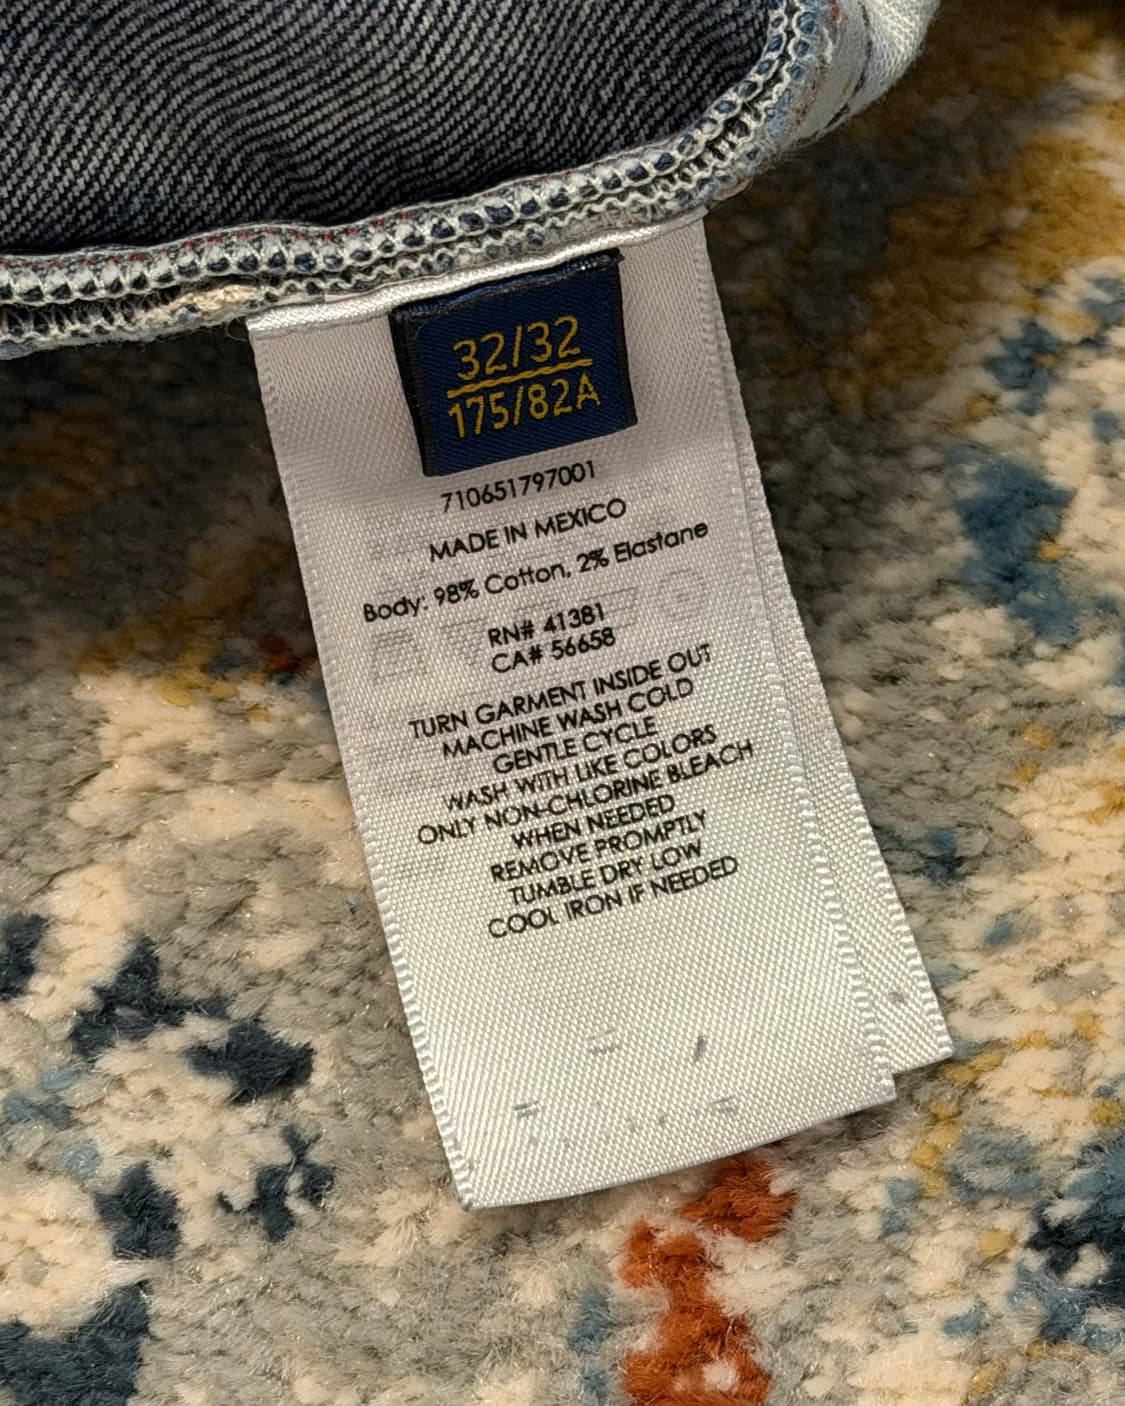 32/32
175/82A
710651797001
MADE IN MEXICO
Body: 98% Cotton, 2% Elastane
RN# 41381
CA# 56658
TURN GARMENT INSIDE OUT
MACHINE WASH COLD
GENTLE CYCLE
WASH WITH LIKE COLORS
ONLY NON-CHLORINE BLEACH
WHEN NEEDED
REMOVE PROMPTLY
TUMBLE DRY LOW
COOL IRON IF NEEDED